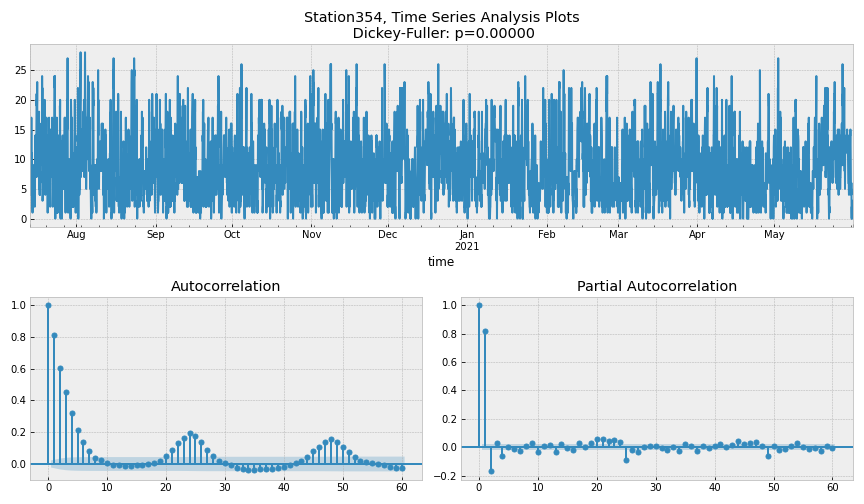 Station354, Time Series Analysis Plots
Dickey-Fuller: p=0.00000
25
20
15
10
5
0
Aug Sep Oct Nov Dec Jan Feb Mar Apr May
2021
time
Autocorrelation
1.0
0.8
0.6
0.4
0.2
0.0
0 10 20 30 40 50 60
Partial Autocorrelation
1.0
0.8
0.6
0.4
0.2
0.0
−0.2
0 10 20 30 40 50 60